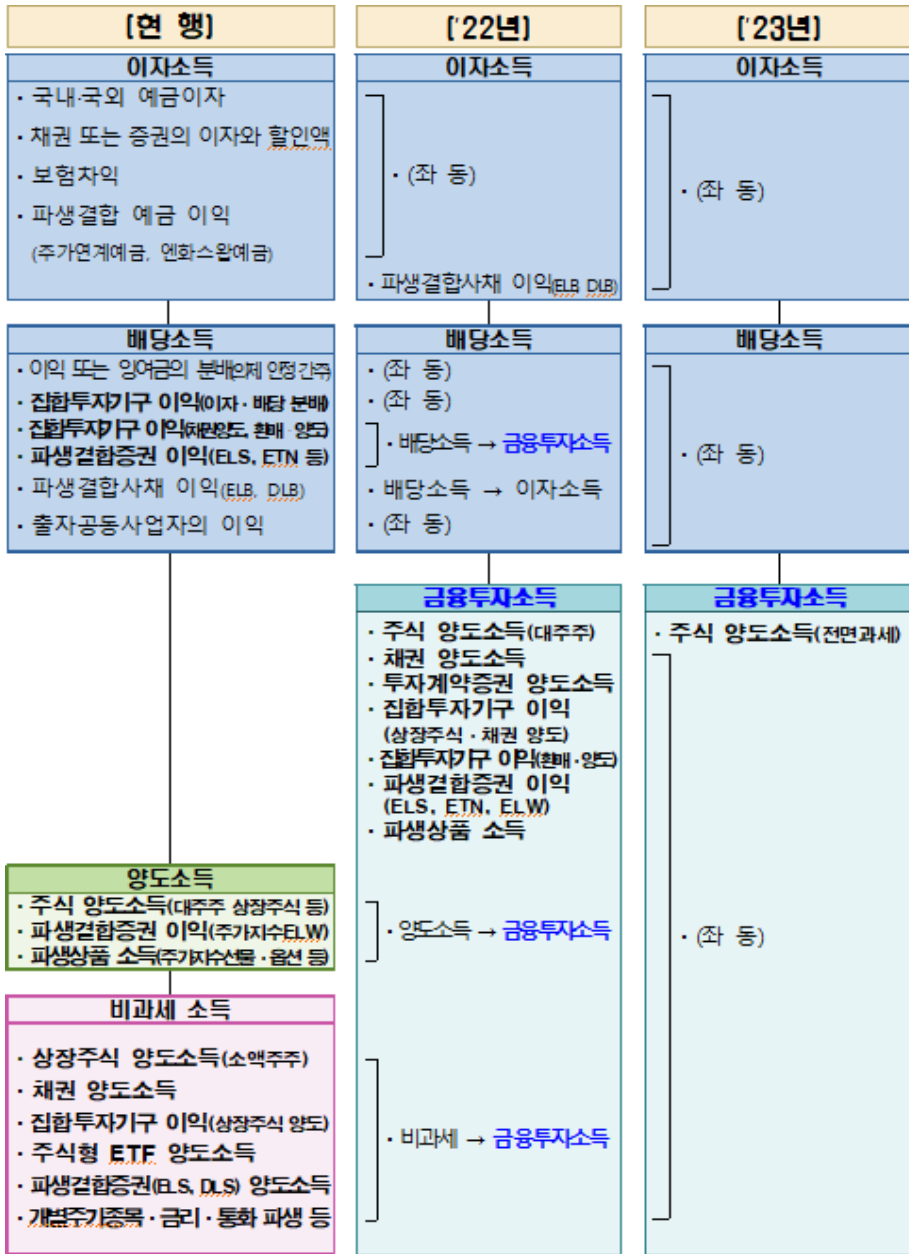 [현 행]
이자소득
· 국내·국외 예금이자
· 채권 또는 증권의 이자와 할인액
· 보험차익
· 파생결합 예금 이익
(주가연계예금, 엔화스왑예금)
배당소득
· 이익 또는 잉여금의 분배(의제 인정 간주)
· 집합투자기구 이익(이자·배당 분배)
· 집합투자기구 이익(채권양도, 환매·양도)
· 파생결합증권 이익(ELS, ETN 등)
· 파생결합사채 이익(ELB, DLB)
· 출자공동사업자의 이익
양도소득
· 주식 양도소득(대주주 상장주식 등)
· 파생결합증권 이익(주가지수ELW)
· 파생상품 소득(주가지수선물·옵션 등)
비과세 소득
· 상장주식 양도소득(소액주주)
· 채권 양도소득
· 집합투자기구 이익(상장주식 양도)
· 주식형 ETF 양도소득
· 파생결합증권(ELS, DLS) 양도소득
· 개별주기종목·금리·통화 파생 등
['22년]
이자소득
· (좌 동)
· 파생결합사채 이익(ELB DLB)
배당소득
· (좌 동)
· (좌 동)
· 배당소득 → 금융투자소득
· 배당소득 → 이자소득
· (좌 동)
금융투자소득
· 주식 양도소득(대주주)
· 채권 양도소득
· 투자계약증권 양도소득
· 집합투자기구 이익
(상장주식·채권 양도)
· 집합투자기구 이익(환매·양도)
· 파생결합증권 이익
(ELS, ETN, ELW)
· 파생상품 소득
· 양도소득 → 금융투자소득
· 비과세 → 금융투자소득
['23년]
이자소득
· (좌 동)
배당소득
· (좌 동)
금융투자소득
· 주식 양도소득(전면과세)
· (좌 동)